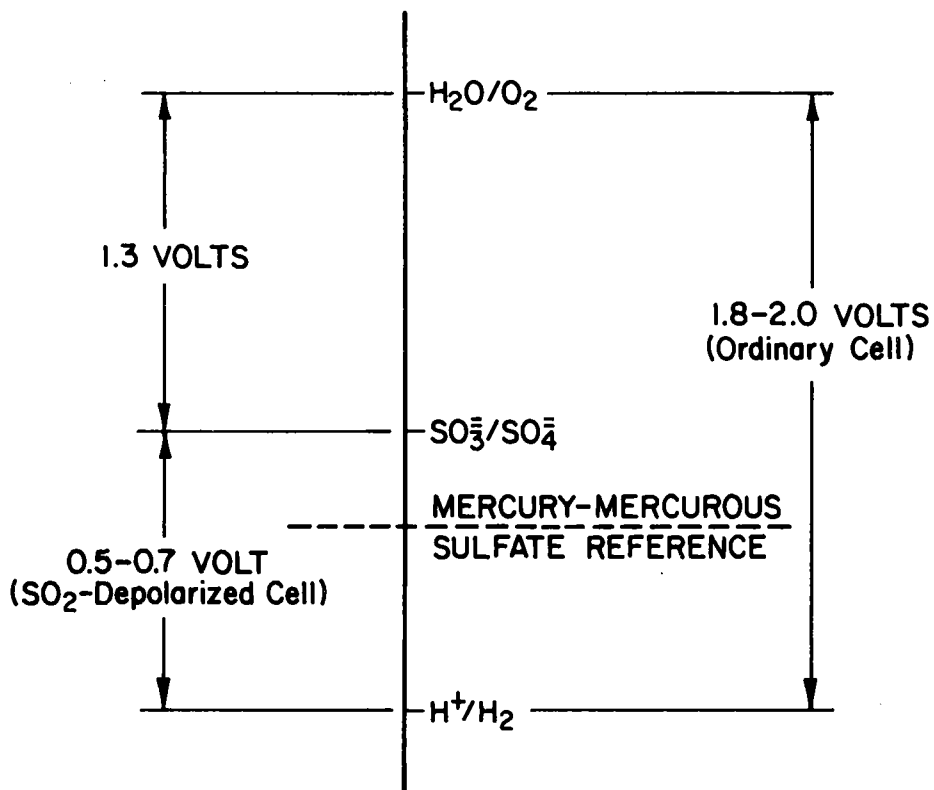 H₂O/O₂
1.3 VOLTS
1.8-2.0 VOLTS
(Ordinary Cell)
SO₃⁼/SO₄⁼
MERCURY-MERCUROUS
SULFATE REFERENCE
0.5-0.7 VOLT
(SO₂-Depolarized Cell)
H⁺/H₂